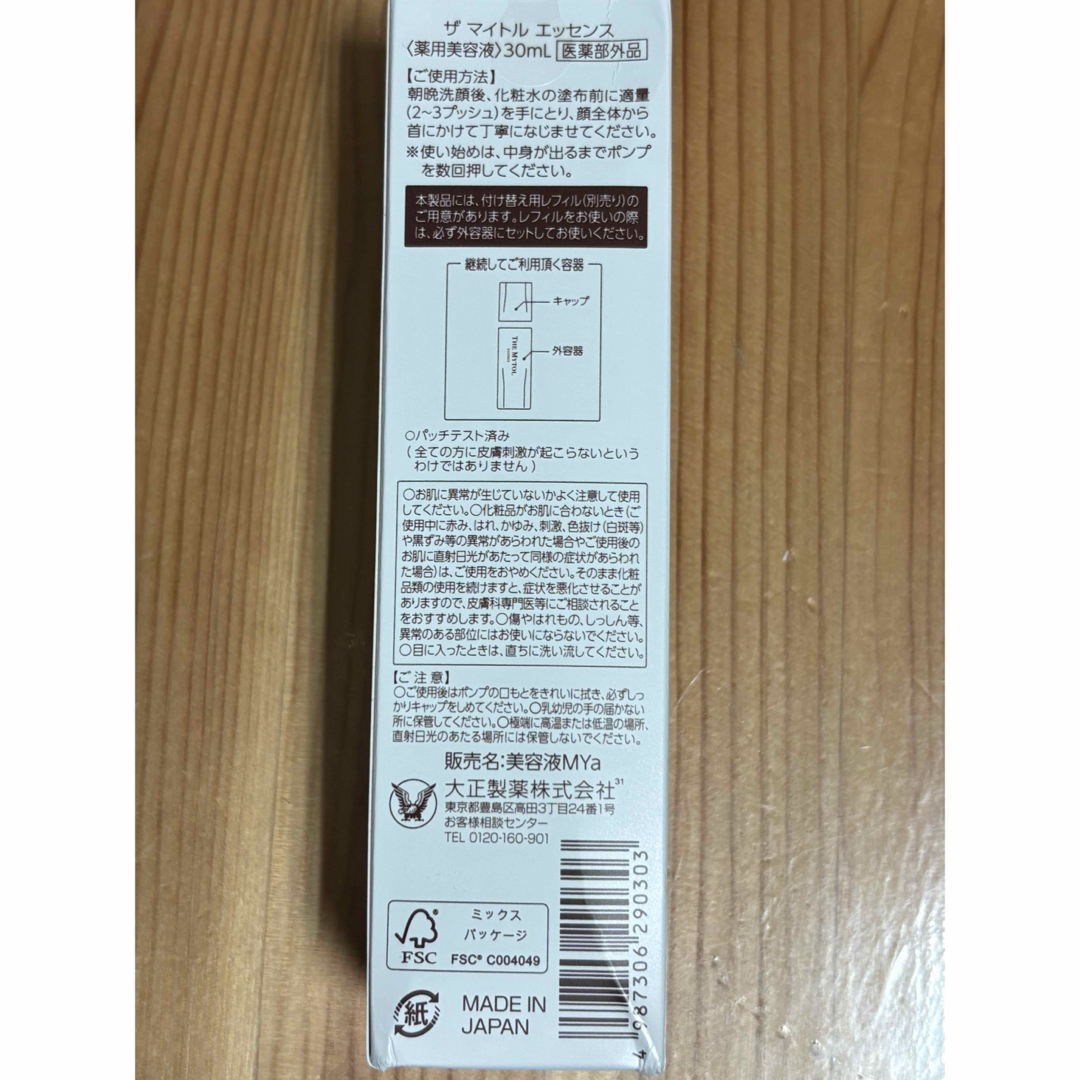 ザ マイトル エッセンス
〈薬用美容液〉30mL 医薬部外品
【ご使用方法】
朝晩洗顔後、化粧水の塗布前に適量
(2~3プッシュ)を手にとり、顔全体から
首にかけて丁寧になじませてください。
※使い始めは、中身が出るまでポンプ
を数回押してください。
本製品には、付け替え用レフィル(別売り)の
ご用意があります。レフィルをお使いの際
は、必ず外容器にセットしてお使いください。
継続してご利用頂く容器
キャップ
THE MYTOL
外容器
○パッチテスト済み
(全ての方に皮膚刺激が起こらないという
わけではありません)
○お肌に異常が生じていないかよく注意して使用
してください。○化粧品がお肌に合わないとき(ご
使用中に赤み、はれ、かゆみ、刺激、色抜け(白斑等)
や黒ずみ等の異常があらわれた場合やご使用後の
お肌に直射日光があたって同様の症状があらわれ
た場合)は、ご使用をおやめください。そのまま化粧
品類の使用を続けますと、症状を悪化させることが
ありますので、皮膚科専門医等にご相談されること
をおすすめします。○傷やはれもの、しっしん等、
異常のある部位にはお使いにならないでください。
○目に入ったときは、直ちに洗い流してください。
【ご注意】
○ご使用後はポンプの口もとをきれいに拭き、必ずしっ
かりキャップをしめてください。○乳幼児の手の届かない
所に保管してください。○極端に高温または低温の場所、
直射日光のあたる場所には保管しないでください。
販売名:美容液MYa
大正製薬株式会社31
東京都豊島区高田3丁目24番1号
お客様相談センター
TEL 0120-160-901
FSC
ミックス
パッケージ
FSC® C004049
紙
MADE IN
JAPAN
4 987306 290303